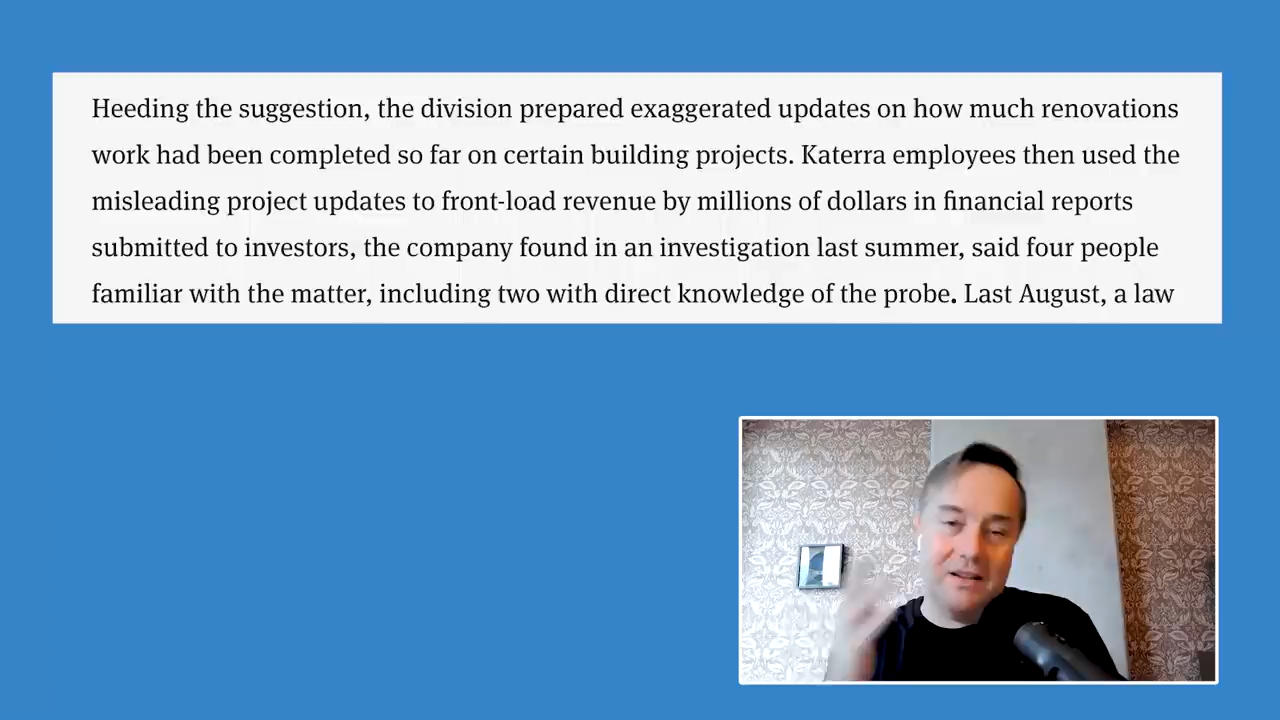 Heeding the suggestion, the division prepared exaggerated updates on how much renovations
work had been completed so far on certain building projects. Katerra employees then used the
misleading project updates to front-load revenue by millions of dollars in financial reports
submitted to investors, the company found in an investigation last summer, said four people
familiar with the matter, including two with direct knowledge of the probe. Last August, a law